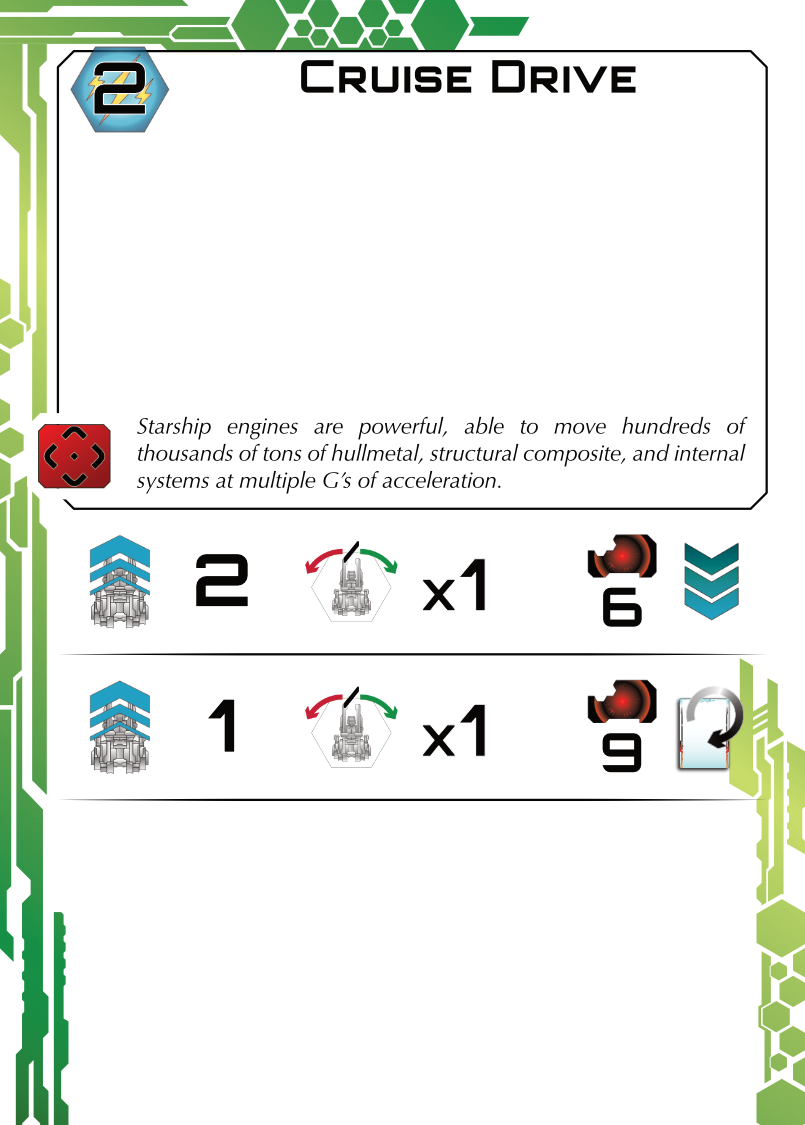 2 Cruise Drive
Starship engines are powerful, able to move hundreds of
thousands of tons of hullmetal, structural composite, and internal
systems at multiple G's of acceleration.
2 x1 6
1 x1 9